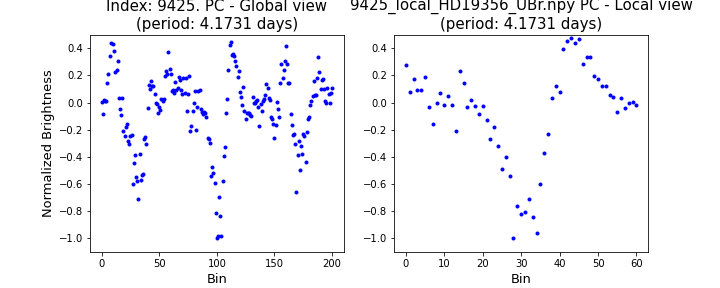 Index: 9425. PC - Global view
(period: 4.1731 days)
9425_local_HD19356_UBr.npy PC - Local view
(period: 4.1731 days)
Normalized Brightness
0.4
0.2
0.0
−0.2
−0.4
−0.6
−0.8
−1.0
0 50 100 150 200
Bin
0.4
0.2
0.0
−0.2
−0.4
−0.6
−0.8
−1.0
0 10 20 30 40 50 60
Bin